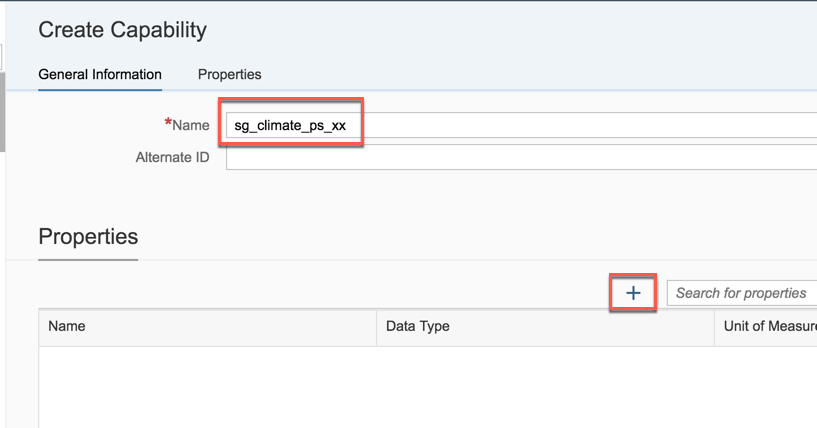 Create Capability
General Information Properties
*Name sg_climate_ps_xx
Alternate ID
Properties
+ Search for properties
Name Data Type Unit of Measure